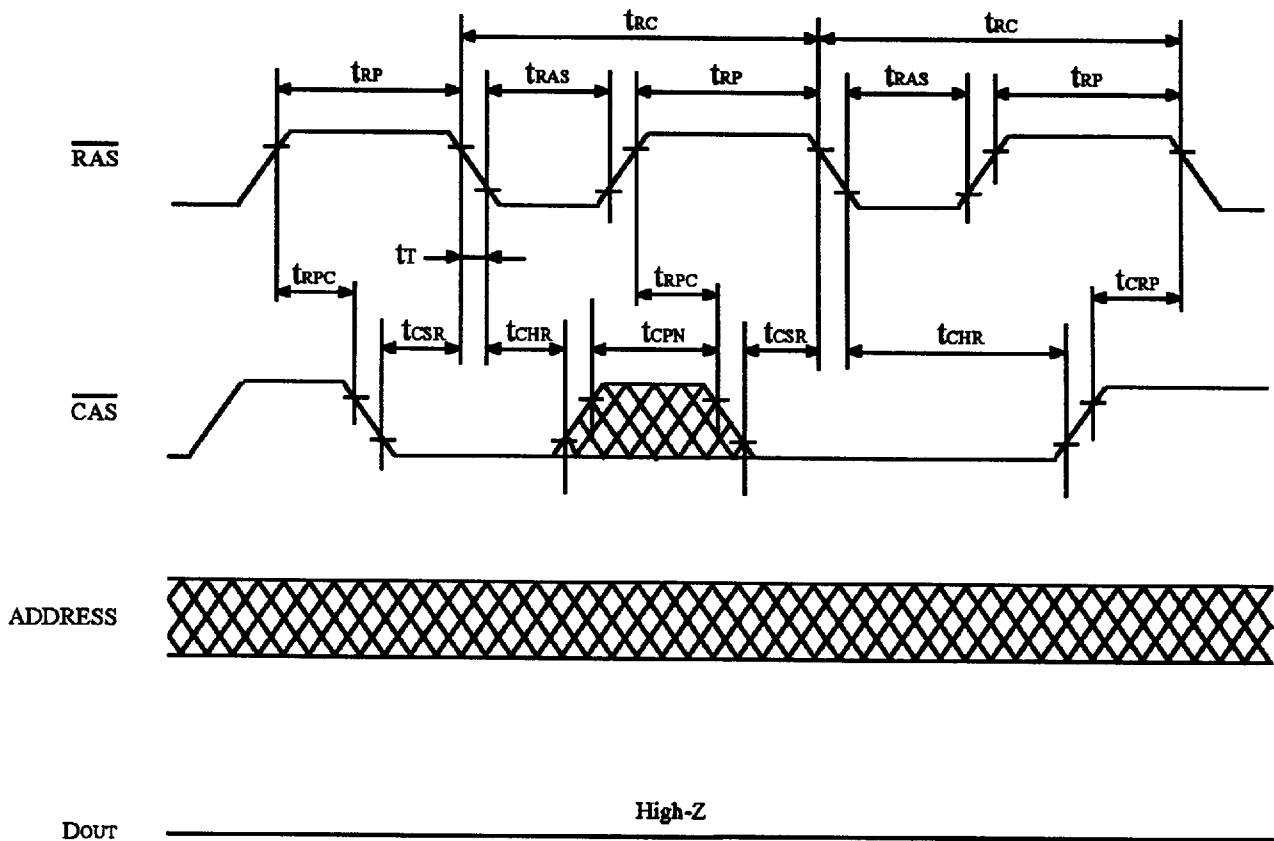 tRC tRC
tRP tRAS tRP tRAS tRP
RAS
tT
tRPC tRPC tCRP
tCSR tCHR tCPN tCSR tCHR
CAS
ADDRESS
High-Z
DOUT